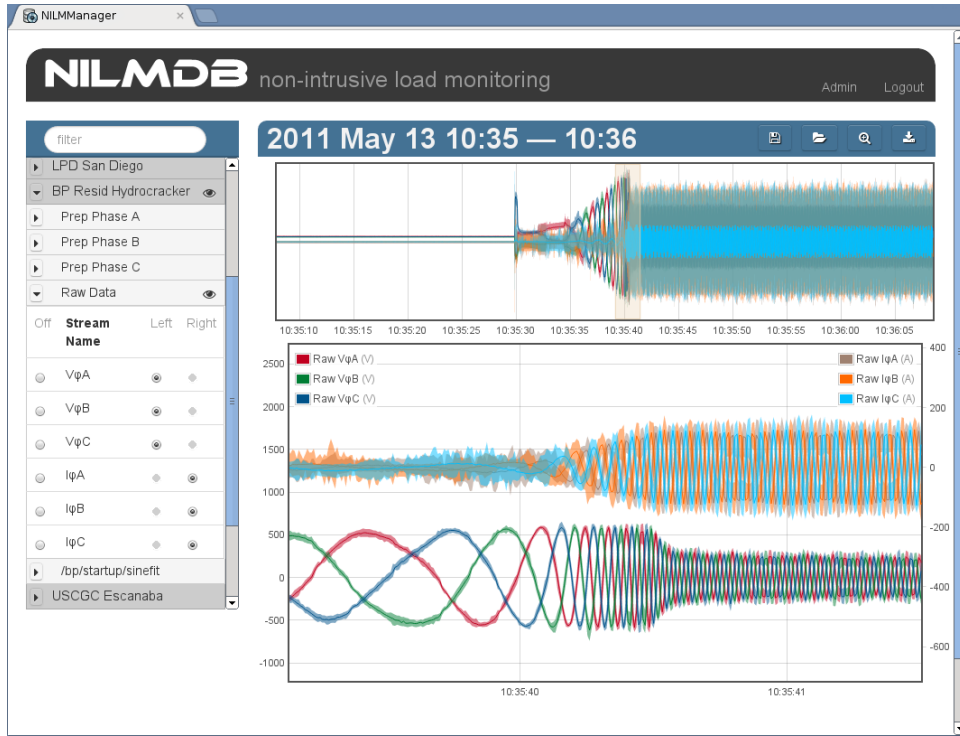 NILMManager
NILMDB non-intrusive load monitoring
Admin Logout
filter
LPD San Diego
BP Resid Hydrocracker
Prep Phase A
Prep Phase B
Prep Phase C
Raw Data
Off Stream Name Left Right
VφA
VφB
VφC
IφA
IφB
IφC
/bp/startup/sinefit
USCGC Escanaba
2011 May 13 10:35 — 10:36
10:35:10 10:35:15 10:35:20 10:35:25 10:35:30 10:35:35 10:35:40 10:35:45 10:35:50 10:35:55 10:36:00 10:36:05
Raw VφA (V)
Raw VφB (V)
Raw VφC (V)
Raw IφA (A)
Raw IφB (A)
Raw IφC (A)
2500
2000
1500
1000
500
0
-500
-1000
400
200
0
-200
-400
-600
10:35:40 10:35:41